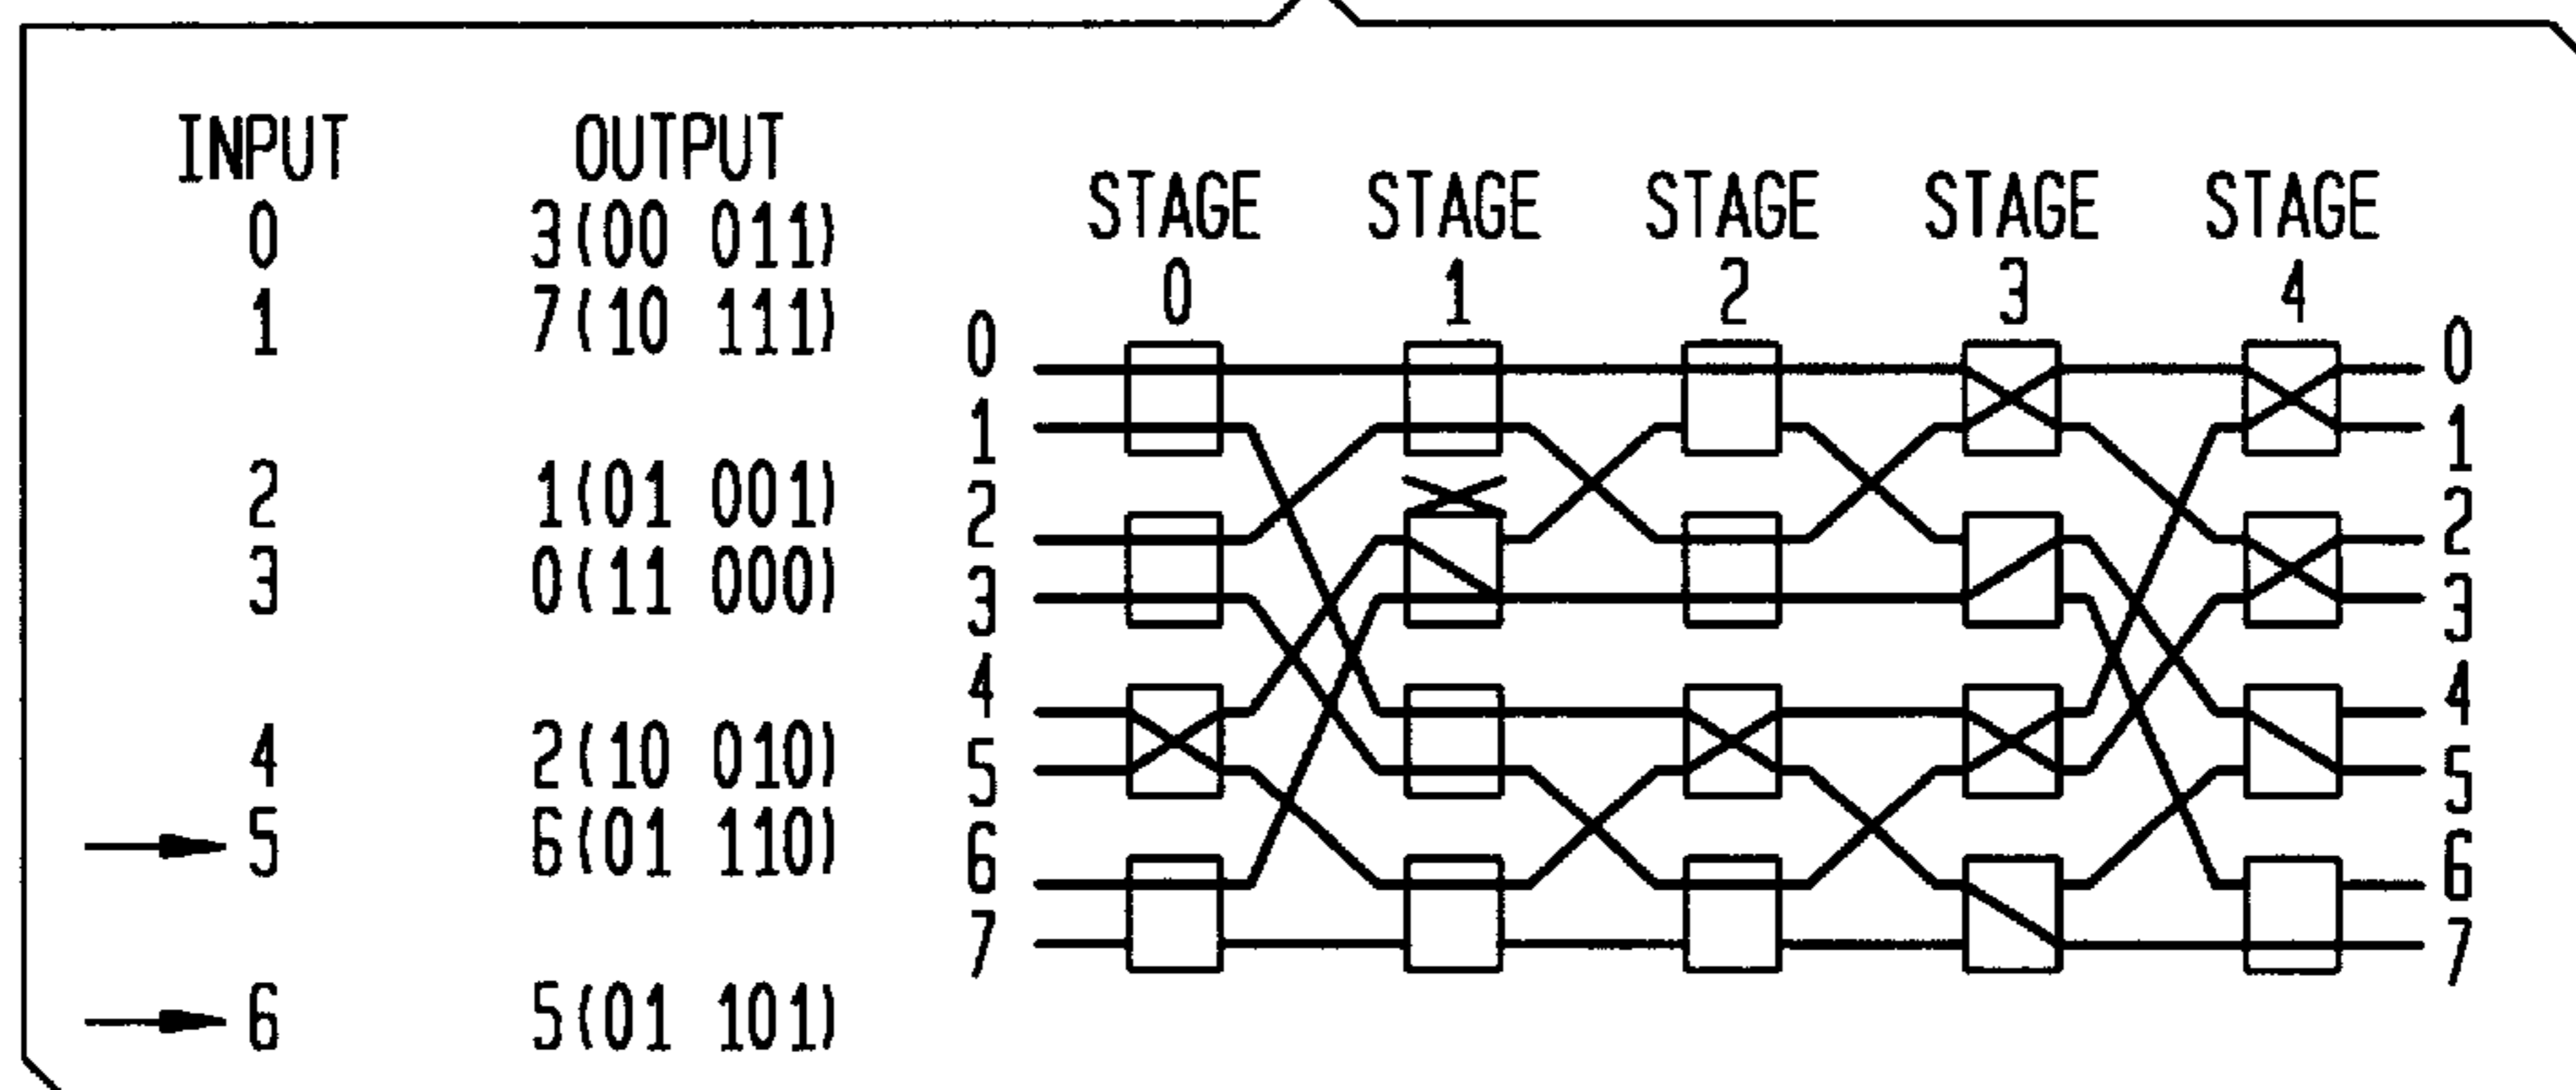 INPUT OUTPUT
0 3(00 011)
1 7(10 111)
2 1(01 001)
3 0(11 000)
4 2(10 010)
5 6(01 110)
6 5(01 101)
STAGE STAGE STAGE STAGE STAGE
0 1 2 3 4
0 0
1 1
2 2
3 3
4 4
5 5
6 6
7 7